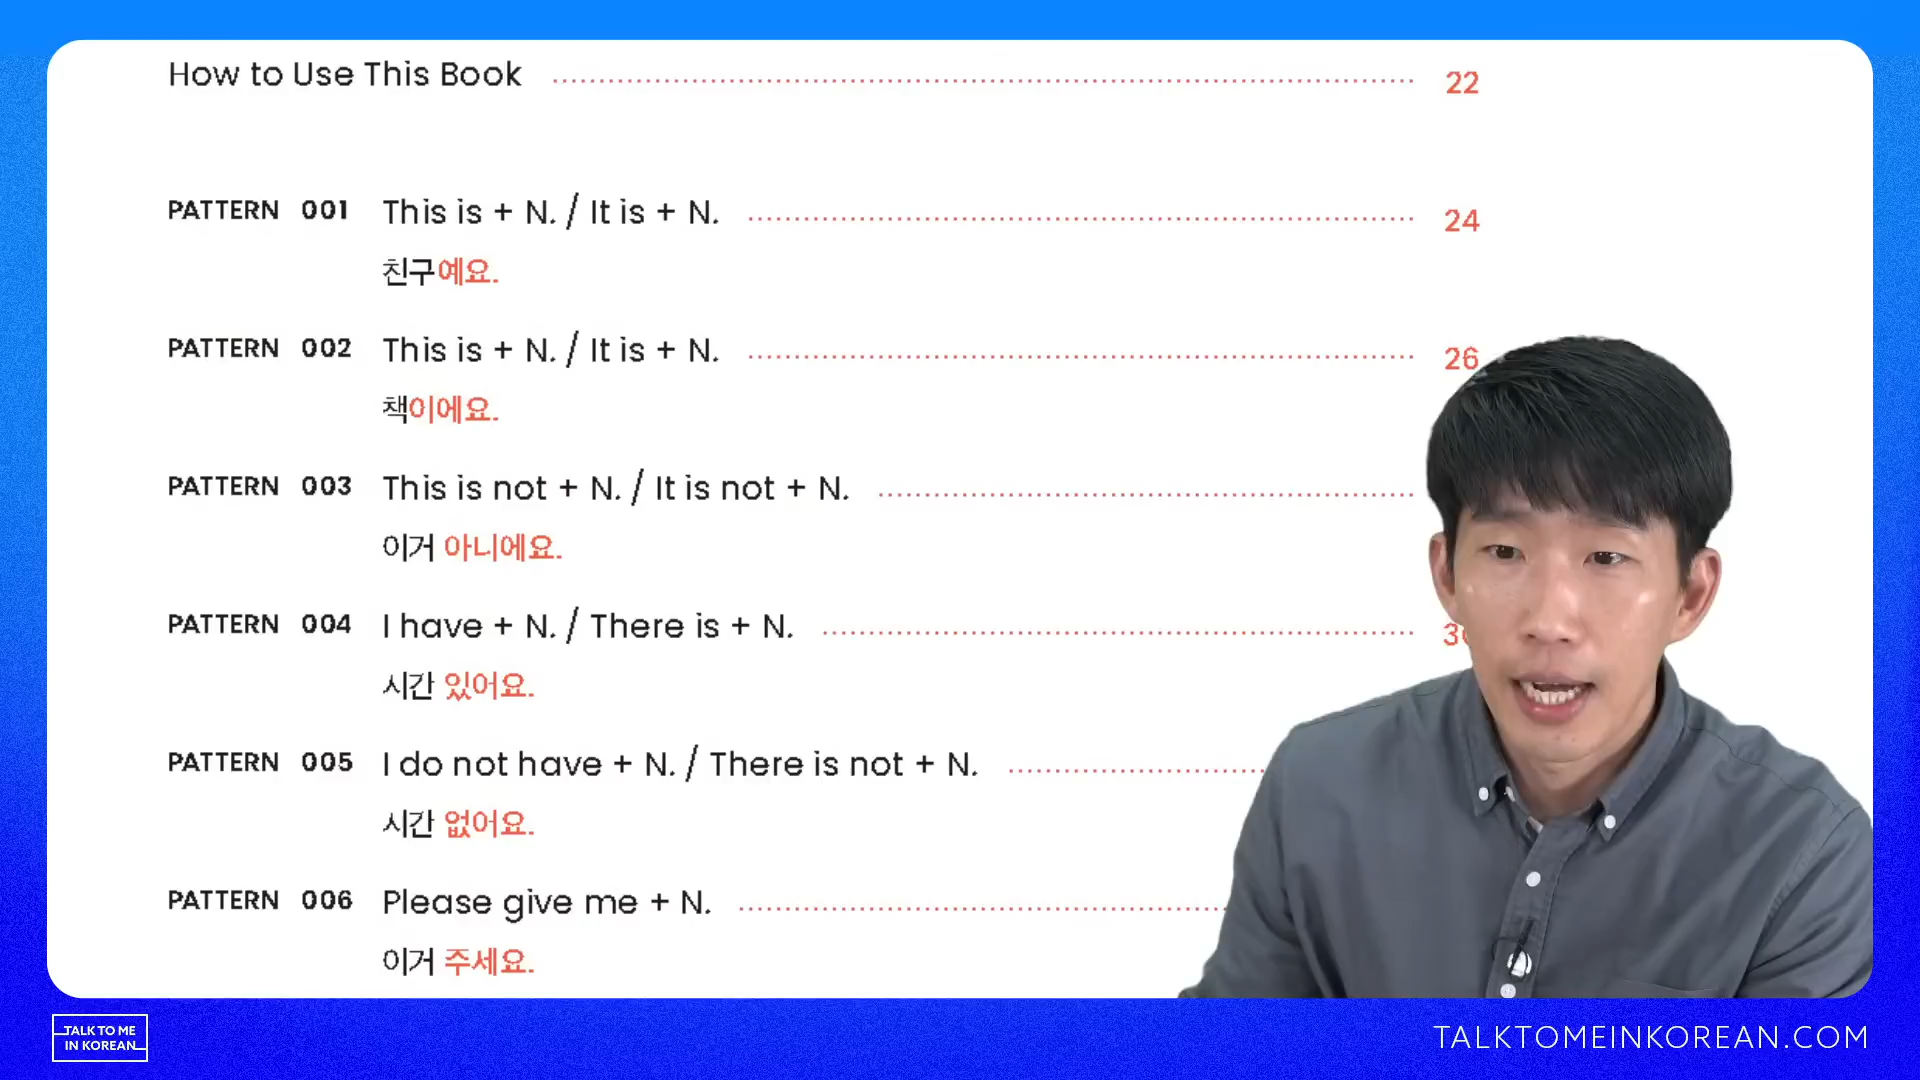 How to Use This Book 22
PATTERN 001 This is + N. / It is + N. 24
친구예요.
PATTERN 002 This is + N. / It is + N. 26
책이에요.
PATTERN 003 This is not + N. / It is not + N.
이거 아니에요.
PATTERN 004 I have + N. / There is + N.
시간 있어요.
PATTERN 005 I do not have + N. / There is not + N.
시간 없어요.
PATTERN 006 Please give me + N.
이거 주세요.
TALK TO ME
IN KOREAN
TALKTOMEINKOREAN.COM